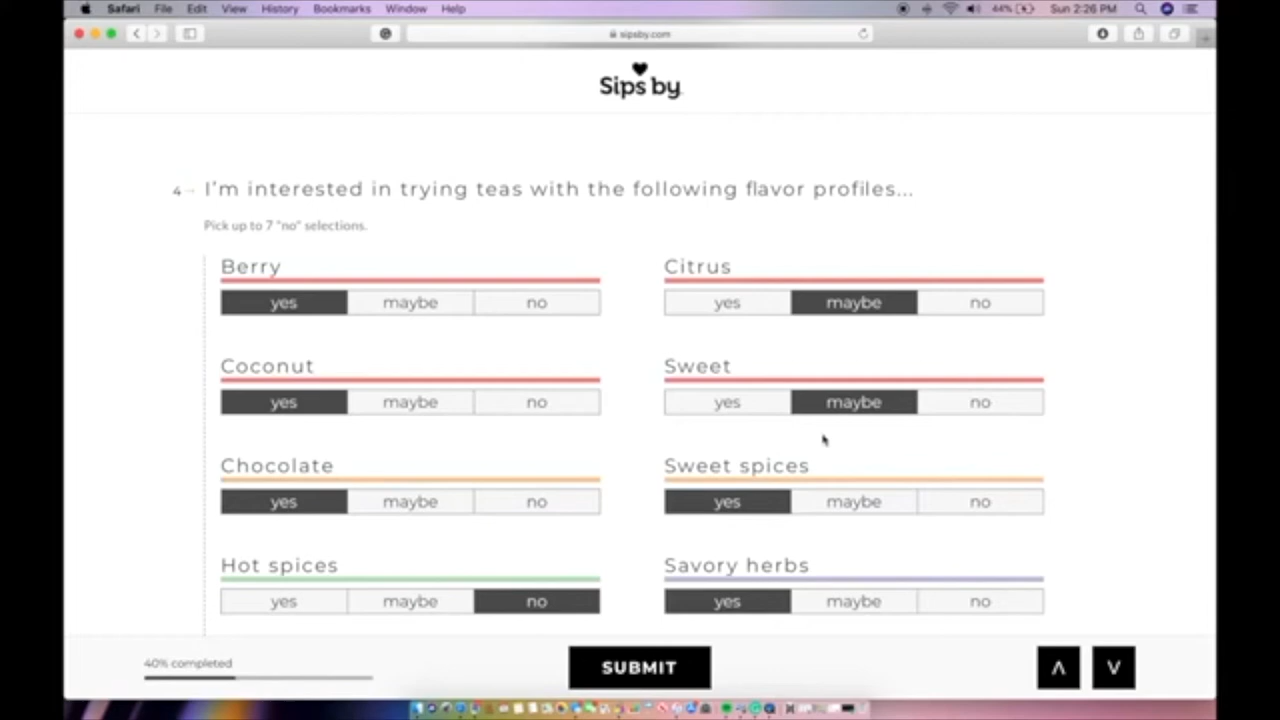 Safari File Edit View History Bookmarks Window Help 44% Sun 2:26 PM
sipsby.com
Sips by
4 I'm interested in trying teas with the following flavor profiles...
Pick up to 7 "no" selections.
Berry Citrus
yes maybe no yes maybe no
Coconut Sweet
yes maybe no yes maybe no
Chocolate Sweet spices
yes maybe no yes maybe no
Hot spices Savory herbs
yes maybe no yes maybe no
40% completed SUBMIT